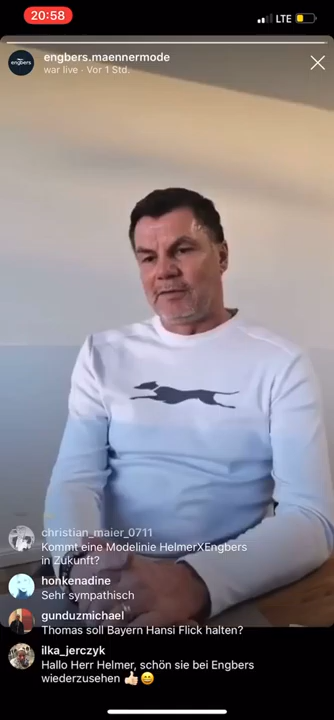 20:58
LTE
engbers
engbers.maennermode
war live · Vor 1 Std.
christian_maier_0711
Kommt eine Modelinie HelmerXEngbers
in Zukunft?
honkenadine
Sehr sympathisch
gunduzmichael
Thomas soll Bayern Hansi Flick halten?
ilka_jerczyk
Hallo Herr Helmer, schön sie bei Engbers
wiederzusehen 👍🏻😄